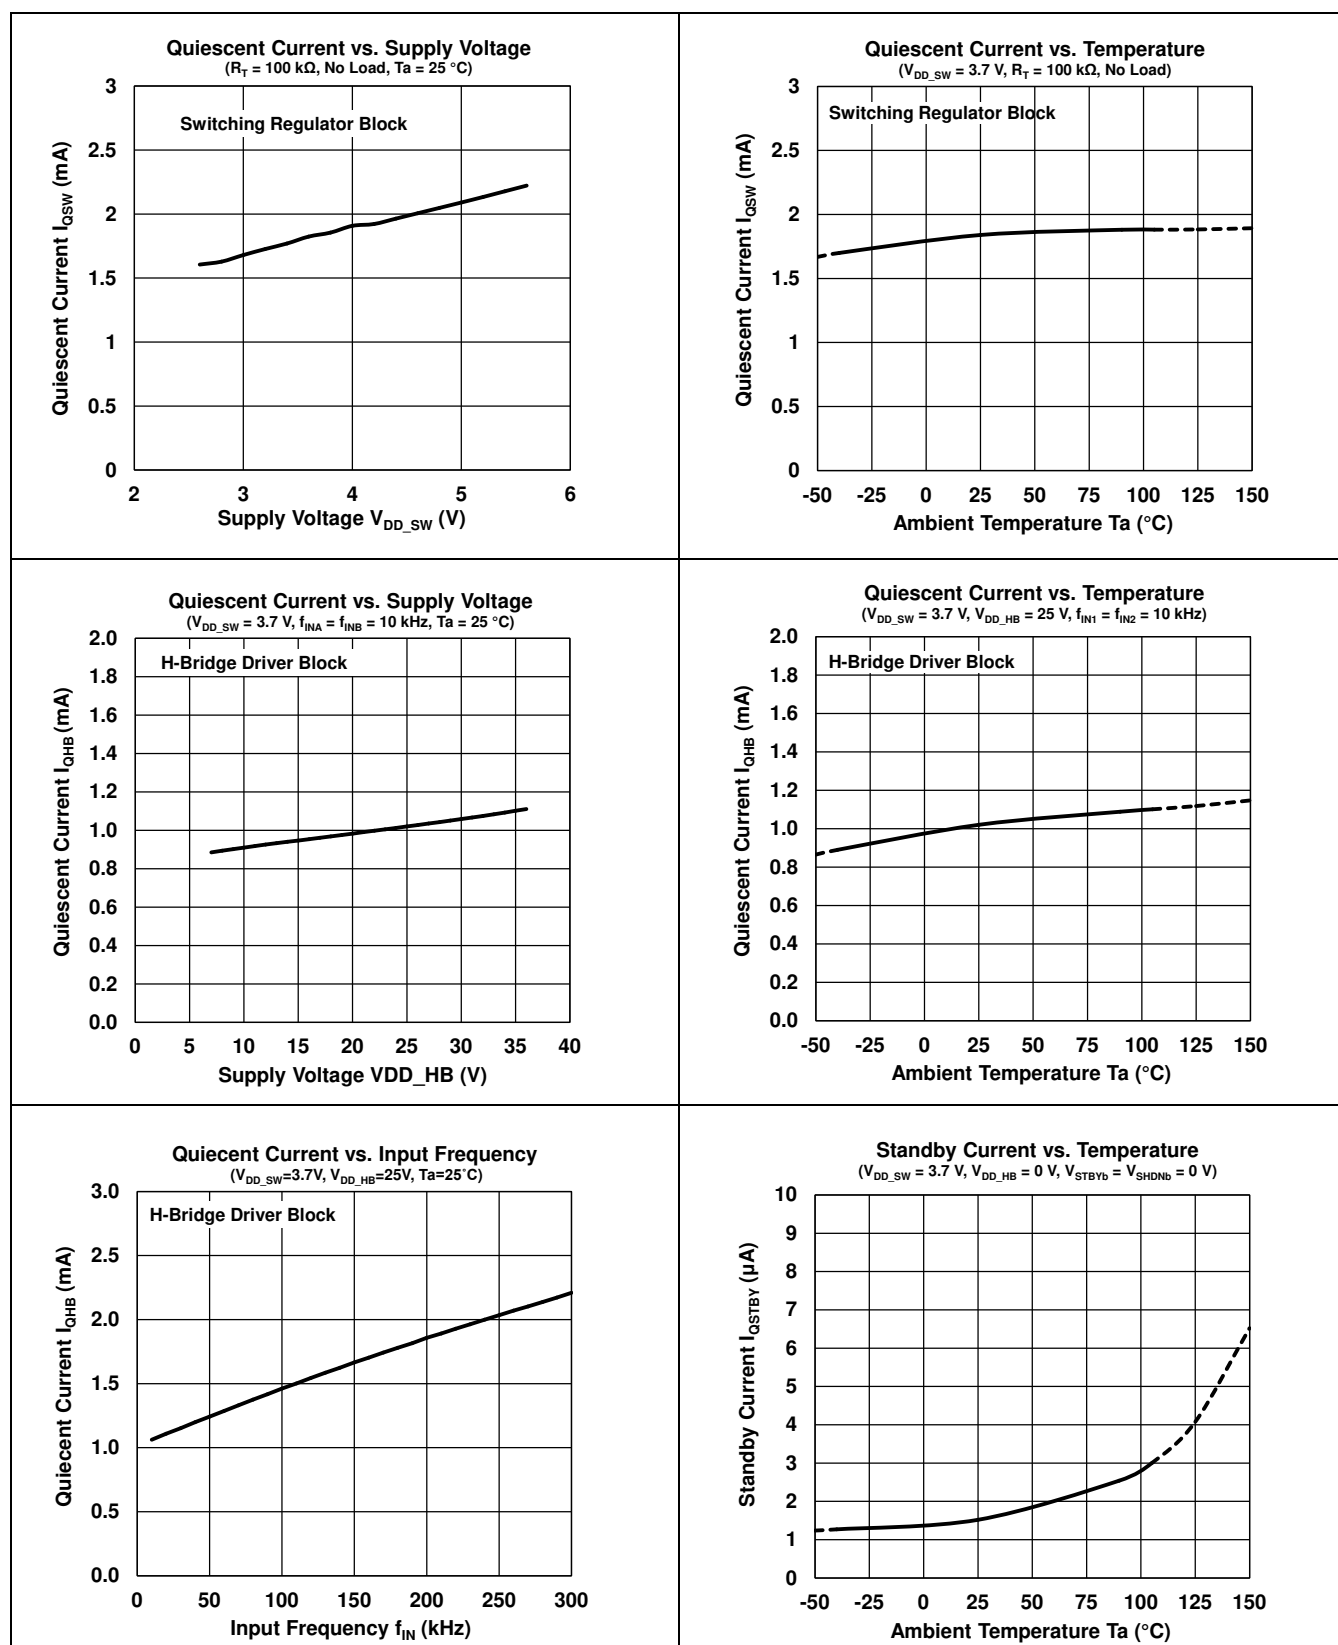 Quiescent Current vs. Supply Voltage
(R_T = 100 kΩ, No Load, Ta = 25 °C)
Switching Regulator Block
Quiescent Current I_QSW (mA)
3
2.5
2
1.5
1
0.5
0
2 3 4 5 6
Supply Voltage V_DD_SW (V)
Quiescent Current vs. Temperature
(V_DD_SW = 3.7 V, R_T = 100 kΩ, No Load)
Switching Regulator Block
Quiescent Current I_QSW (mA)
3
2.5
2
1.5
1
0.5
0
-50 -25 0 25 50 75 100 125 150
Ambient Temperature Ta (°C)
Quiescent Current vs. Supply Voltage
(V_DD_SW = 3.7 V, f_INA = f_INB = 10 kHz, Ta = 25 °C)
H-Bridge Driver Block
Quiescent Current I_QHB (mA)
2.0
1.8
1.6
1.4
1.2
1.0
0.8
0.6
0.4
0.2
0.0
0 5 10 15 20 25 30 35 40
Supply Voltage VDD_HB (V)
Quiescent Current vs. Temperature
(V_DD_SW = 3.7 V, V_DD_HB = 25 V, f_IN1 = f_IN2 = 10 kHz)
H-Bridge Driver Block
Quiescent Current I_QHB (mA)
2.0
1.8
1.6
1.4
1.2
1.0
0.8
0.6
0.4
0.2
0.0
-50 -25 0 25 50 75 100 125 150
Ambient Temperature Ta (°C)
Quiecent Current vs. Input Frequency
(V_DD_SW=3.7V, V_DD_HB=25V, Ta=25°C)
H-Bridge Driver Block
Quiecent Current I_QHB (mA)
3.0
2.5
2.0
1.5
1.0
0.5
0.0
0 50 100 150 200 250 300
Input Frequency f_IN (kHz)
Standby Current vs. Temperature
(V_DD_SW = 3.7 V, V_DD_HB = 0 V, V_STBYb = V_SHDNb = 0 V)
Standby Current I_QSTBY (µA)
10
9
8
7
6
5
4
3
2
1
0
-50 -25 0 25 50 75 100 125 150
Ambient Temperature Ta (°C)